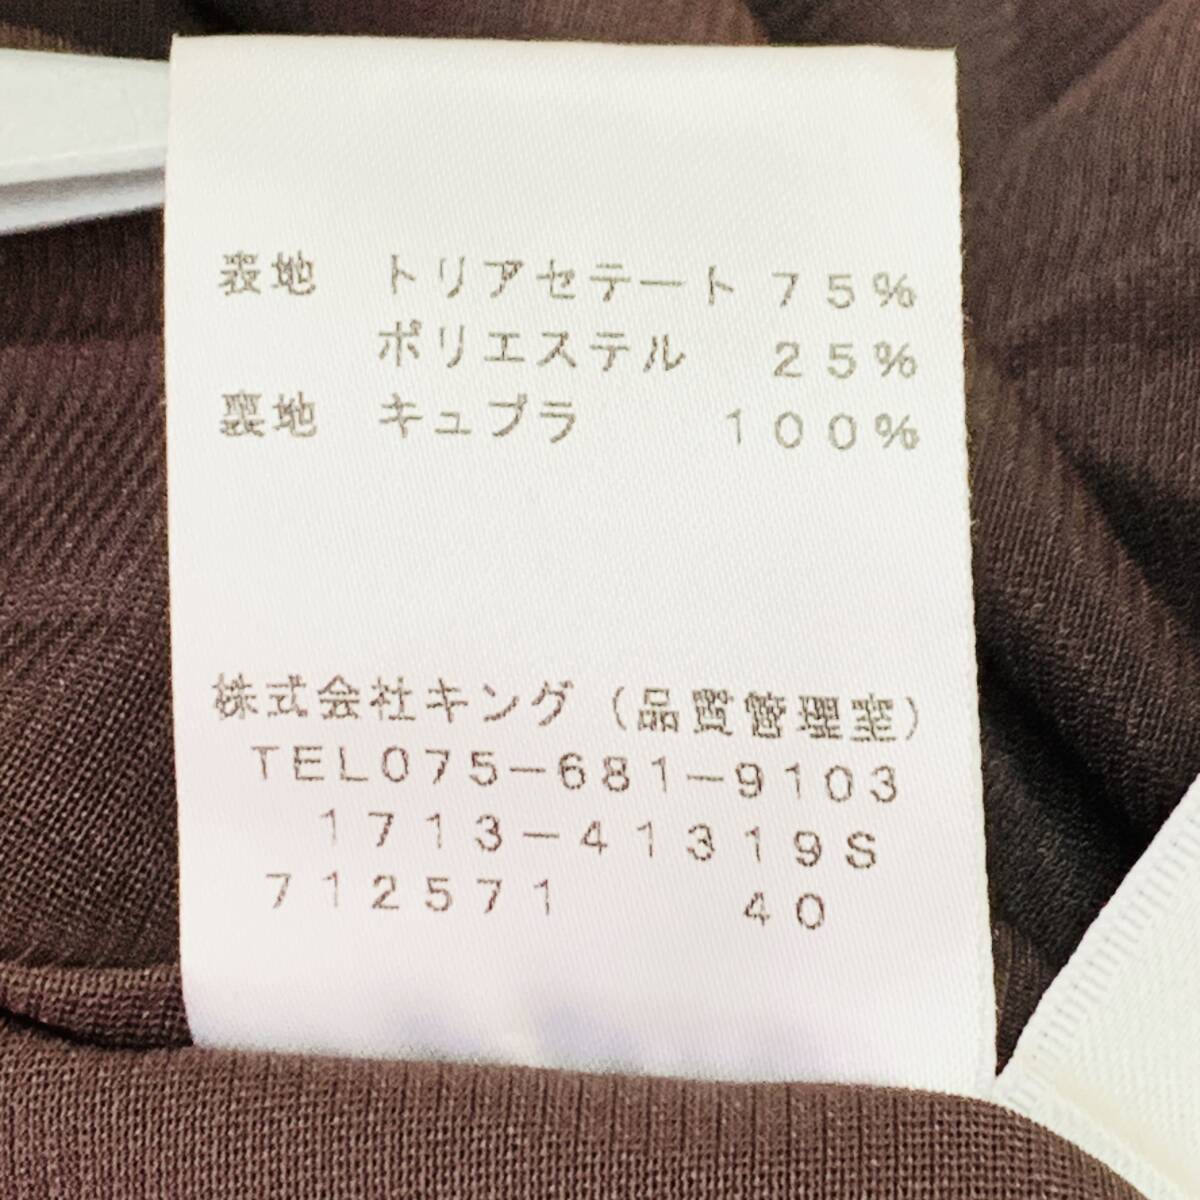 表地 トリアセテート 75%
ポリエステル 25%
裏地 キュプラ 100%
株式会社キング(品質管理室)
TEL075-681-9103
1713-41319S
712571 40